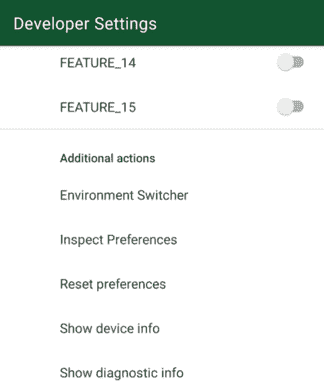 Developer Settings
FEATURE_14
FEATURE_15
Additional actions
Environment Switcher
Inspect Preferences
Reset preferences
Show device info
Show diagnostic info